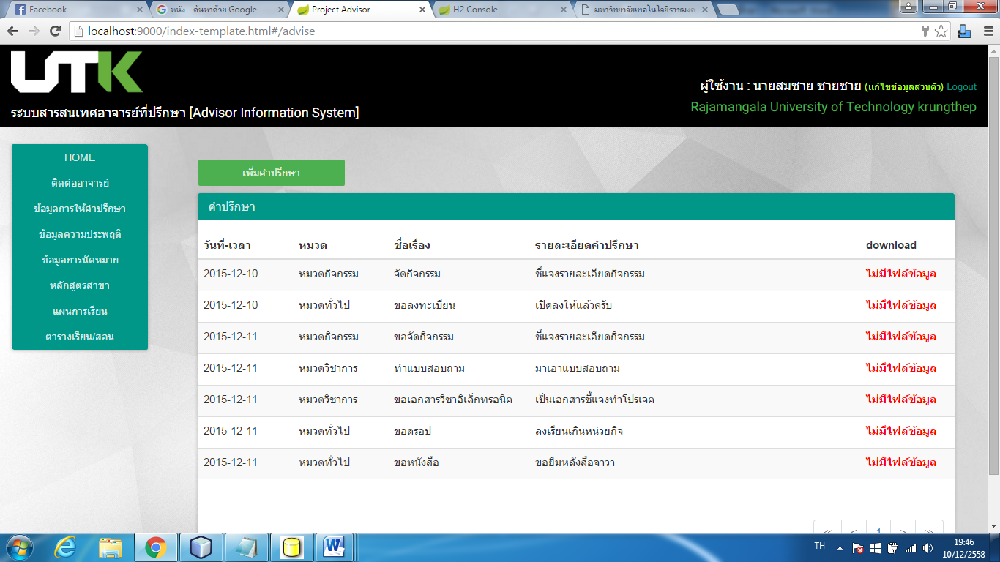 Facebook
หนัง - ค้นหาด้วย Google
Project Advisor
H2 Console
มหาวิทยาลัยเทคโนโลยีราชมงค
localhost:9000/index-template.html#/advise
UTK
ระบบสารสนเทศอาจารย์ที่ปรึกษา [Advisor Information System]
ผู้ใช้งาน : นายสมชาย ชายชาย (แก้ไขข้อมูลส่วนตัว) Logout
Rajamangala University of Technology krungthep
HOME
ติดต่ออาจารย์
ข้อมูลการให้คำปรึกษา
ข้อมูลความประพฤติ
ข้อมูลการนัดหมาย
หลักสูตรสาขา
แผนการเรียน
ตารางเรียน/สอน
เพิ่มคำปรึกษา
คำปรึกษา
วันที่-เวลา หมวด ชื่อเรื่อง รายละเอียดคำปรึกษา download
2015-12-10 หมวดกิจกรรม จัดกิจกรรม ชี้แจงรายละเอียดกิจกรรม ไม่มีไฟล์ข้อมูล
2015-12-10 หมวดทั่วไป ขอลงทะเบียน เปิดลงให้แล้วครับ ไม่มีไฟล์ข้อมูล
2015-12-11 หมวดกิจกรรม ขอจัดกิจกรรม ชี้แจงรายละเอียดกิจกรรม ไม่มีไฟล์ข้อมูล
2015-12-11 หมวดวิชาการ ทำแบบสอบถาม มาเอาแบบสอบถาม ไม่มีไฟล์ข้อมูล
2015-12-11 หมวดวิชาการ ขอเอกสารวิชาอิเล็กทรอนิค เป็นเอกสารชี้แจงทำโปรเจค ไม่มีไฟล์ข้อมูล
2015-12-11 หมวดทั่วไป ขอดรอป ลงเรียนเกินหน่วยกิจ ไม่มีไฟล์ข้อมูล
2015-12-11 หมวดทั่วไป ขอหนังสือ ขอยืมหลังสือจาวา ไม่มีไฟล์ข้อมูล
« < 1 > »
TH
19:46
10/12/2558